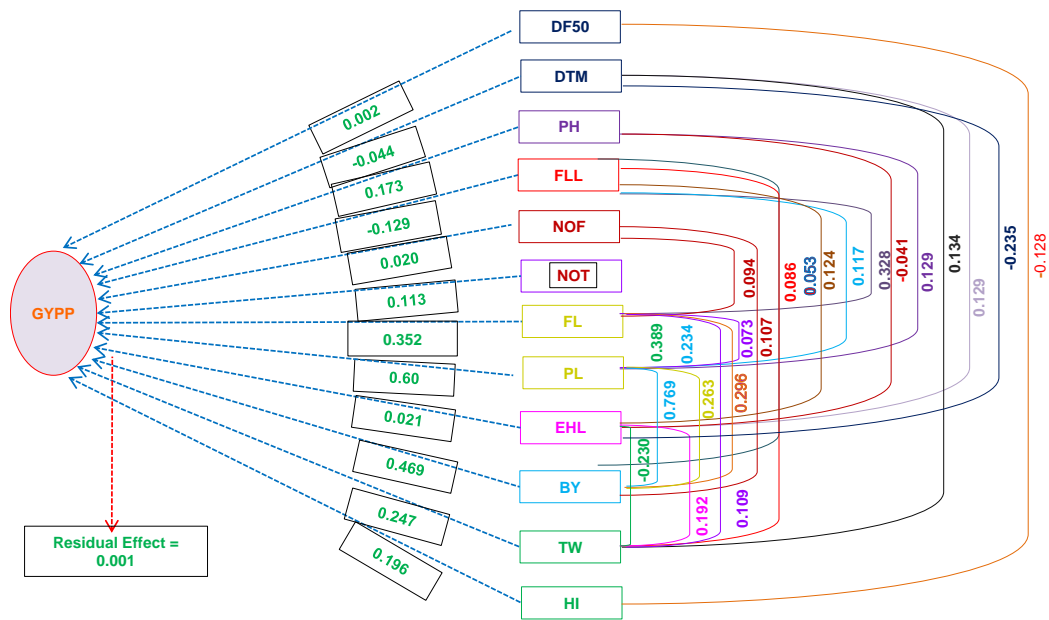 DF50
DTM
PH
FLL
NOF
NOT
FL
PL
EHL
BY
TW
HI
GYPP
0.002
-0.044
0.173
-0.129
0.020
0.113
0.352
0.60
0.021
0.469
0.247
0.196
Residual Effect =
0.001
0.389
0.234
0.094
0.073
0.107
0.086
0.053
0.124
0.117
0.328
-0.041
0.129
0.134
0.129
-0.235
-0.128
0.769
0.263
0.296
-0.230
0.192
0.109